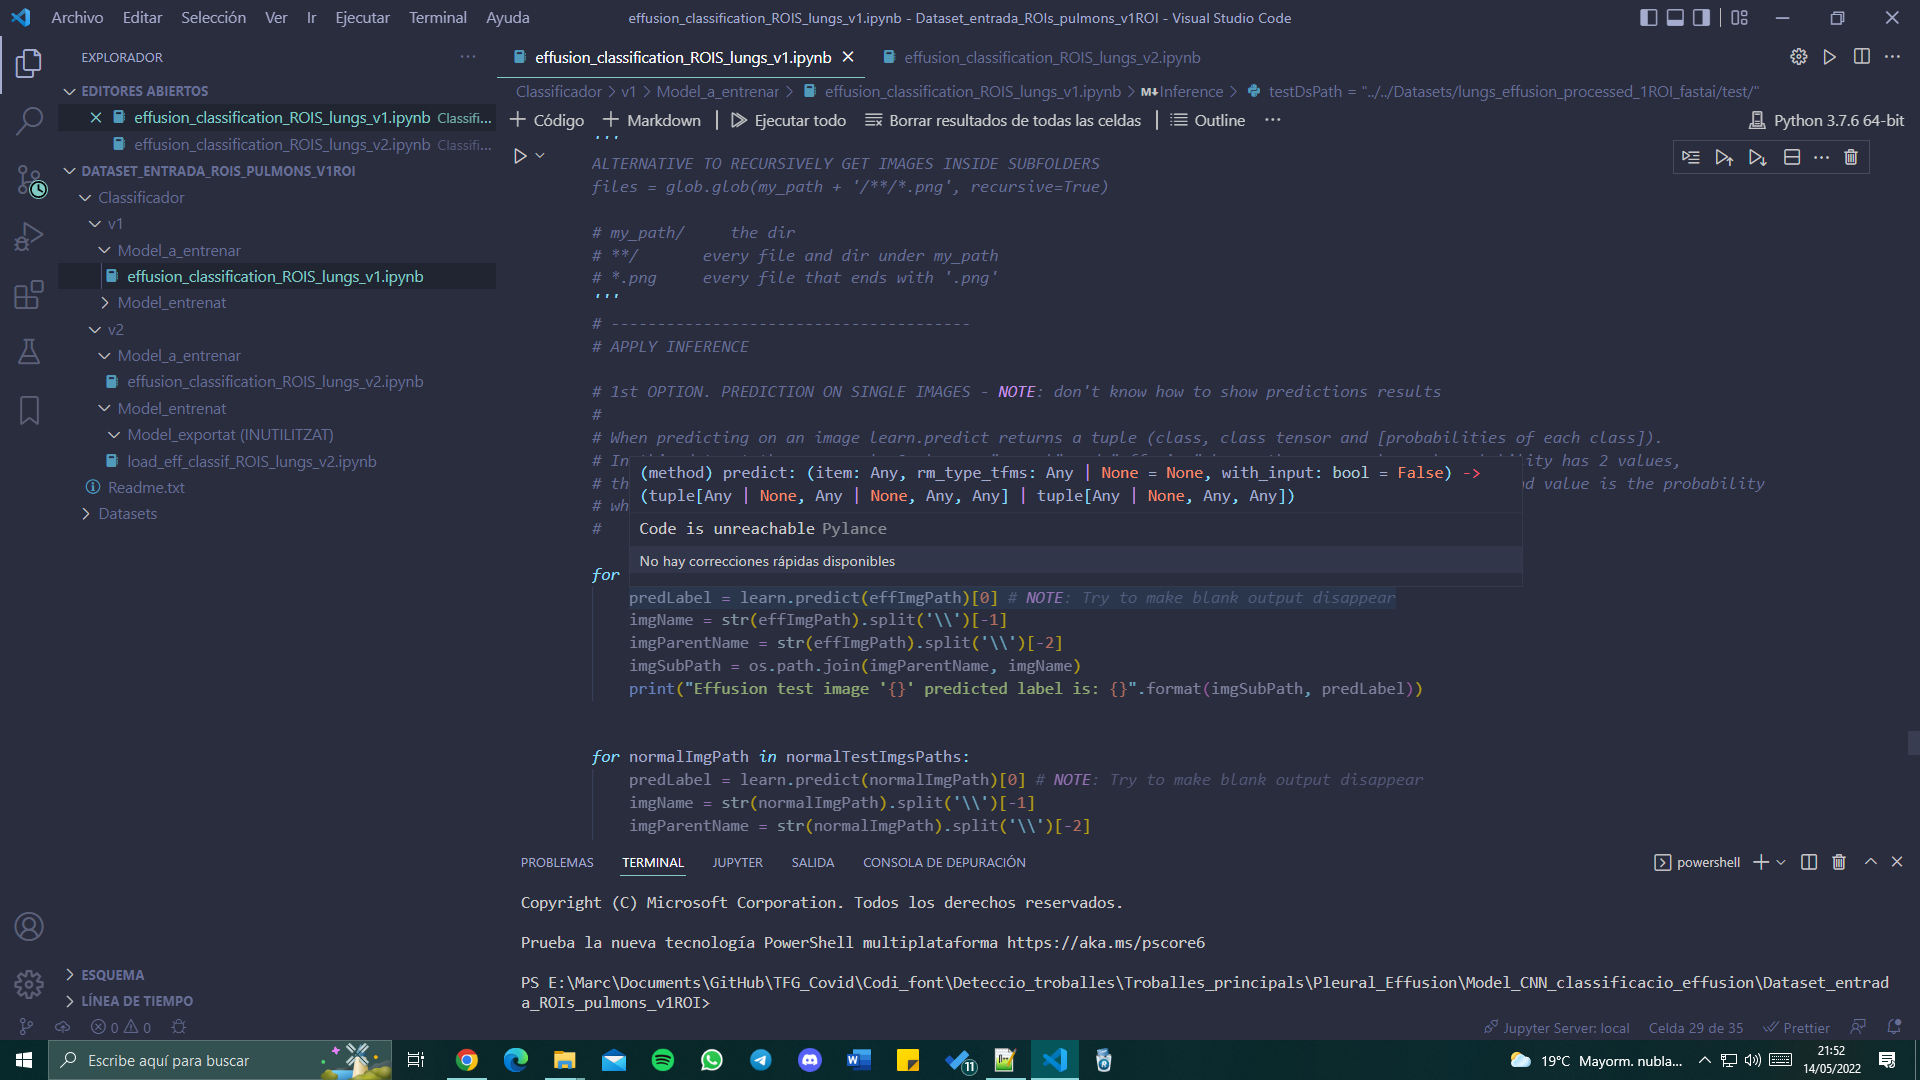 Archivo Editar Selección Ver Ir Ejecutar Terminal Ayuda
effusion_classification_ROIS_lungs_v1.ipynb - Dataset_entrada_ROIs_pulmons_v1ROI - Visual Studio Code
EXPLORADOR
EDITORES ABIERTOS
effusion_classification_ROIS_lungs_v1.ipynb Classifi...
effusion_classification_ROIS_lungs_v2.ipynb Classifi...
DATASET_ENTRADA_ROIS_PULMONS_V1ROI
Classificador
v1
Model_a_entrenar
effusion_classification_ROIS_lungs_v1.ipynb
Model_entrenat
v2
Model_a_entrenar
effusion_classification_ROIS_lungs_v2.ipynb
Model_entrenat
Model_exportat (INUTILITZAT)
load_eff_classif_ROIS_lungs_v2.ipynb
Readme.txt
Datasets
ESQUEMA
LÍNEA DE TIEMPO
effusion_classification_ROIS_lungs_v1.ipynb
effusion_classification_ROIS_lungs_v2.ipynb
Classificador > v1 > Model_a_entrenar > effusion_classification_ROIS_lungs_v1.ipynb > M↓Inference > testDsPath = "../../Datasets/lungs_effusion_processed_1ROI_fastai/test/"
+ Código + Markdown | Ejecutar todo Borrar resultados de todas las celdas | Outline ···
Python 3.7.6 64-bit
'''
ALTERNATIVE TO RECURSIVELY GET IMAGES INSIDE SUBFOLDERS
files = glob.glob(my_path + '/**/*.png', recursive=True)
# my_path/     the dir
# **/       every file and dir under my_path
# *.png     every file that ends with '.png'
'''
# ---------------------------------------
# APPLY INFERENCE
# 1st OPTION. PREDICTION ON SINGLE IMAGES - NOTE: don't know how to show predictions results
#
# When predicting on an image learn.predict returns a tuple (class, class tensor and [probabilities of each class]).
(method) predict: (item: Any, rm_type_tfms: Any | None = None, with_input: bool = False) ->
(tuple[Any | None, Any | None, Any, Any] | tuple[Any | None, Any, Any])
has 2 values,
value is the probability
Code is unreachable Pylance
No hay correcciones rápidas disponibles
#
for
predLabel = learn.predict(effImgPath)[0] # NOTE: Try to make blank output disappear
imgName = str(effImgPath).split('\\')[-1]
imgParentName = str(effImgPath).split('\\')[-2]
imgSubPath = os.path.join(imgParentName, imgName)
print("Effusion test image '{}' predicted label is: {}".format(imgSubPath, predLabel))
for normalImgPath in normalTestImgsPaths:
predLabel = learn.predict(normalImgPath)[0] # NOTE: Try to make blank output disappear
imgName = str(normalImgPath).split('\\')[-1]
imgParentName = str(normalImgPath).split('\\')[-2]
PROBLEMAS TERMINAL JUPYTER SALIDA CONSOLA DE DEPURACIÓN
powershell
Copyright (C) Microsoft Corporation. Todos los derechos reservados.
Prueba la nueva tecnología PowerShell multiplataforma https://aka.ms/pscore6
PS E:\Marc\Documents\GitHub\TFG_Covid\Codi_font\Deteccio_troballes\Troballes_principals\Pleural_Effusion\Model_CNN_classificacio_effusion\Dataset_entrad
a_ROIs_pulmons_v1ROI>
0 0
Jupyter Server: local Celda 29 de 35 Prettier
Escribe aquí para buscar
11
19°C Mayorm. nubla...
21:52
14/05/2022